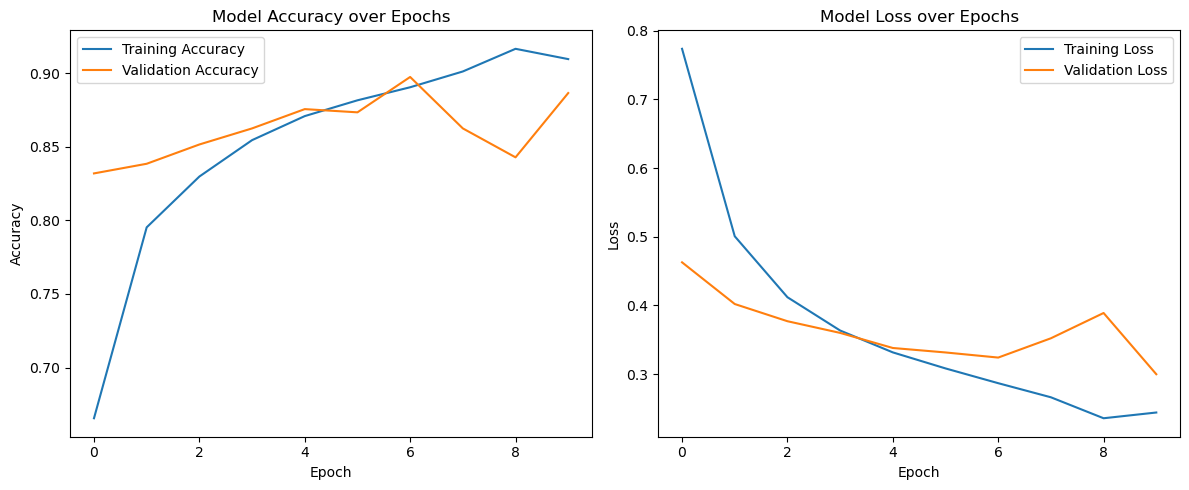 Model Accuracy over Epochs
Training Accuracy
Validation Accuracy
0.90
0.85
0.80
0.75
0.70
Accuracy
0 2 4 6 8
Epoch
Model Loss over Epochs
Training Loss
Validation Loss
0.8
0.7
0.6
0.5
0.4
0.3
Loss
0 2 4 6 8
Epoch